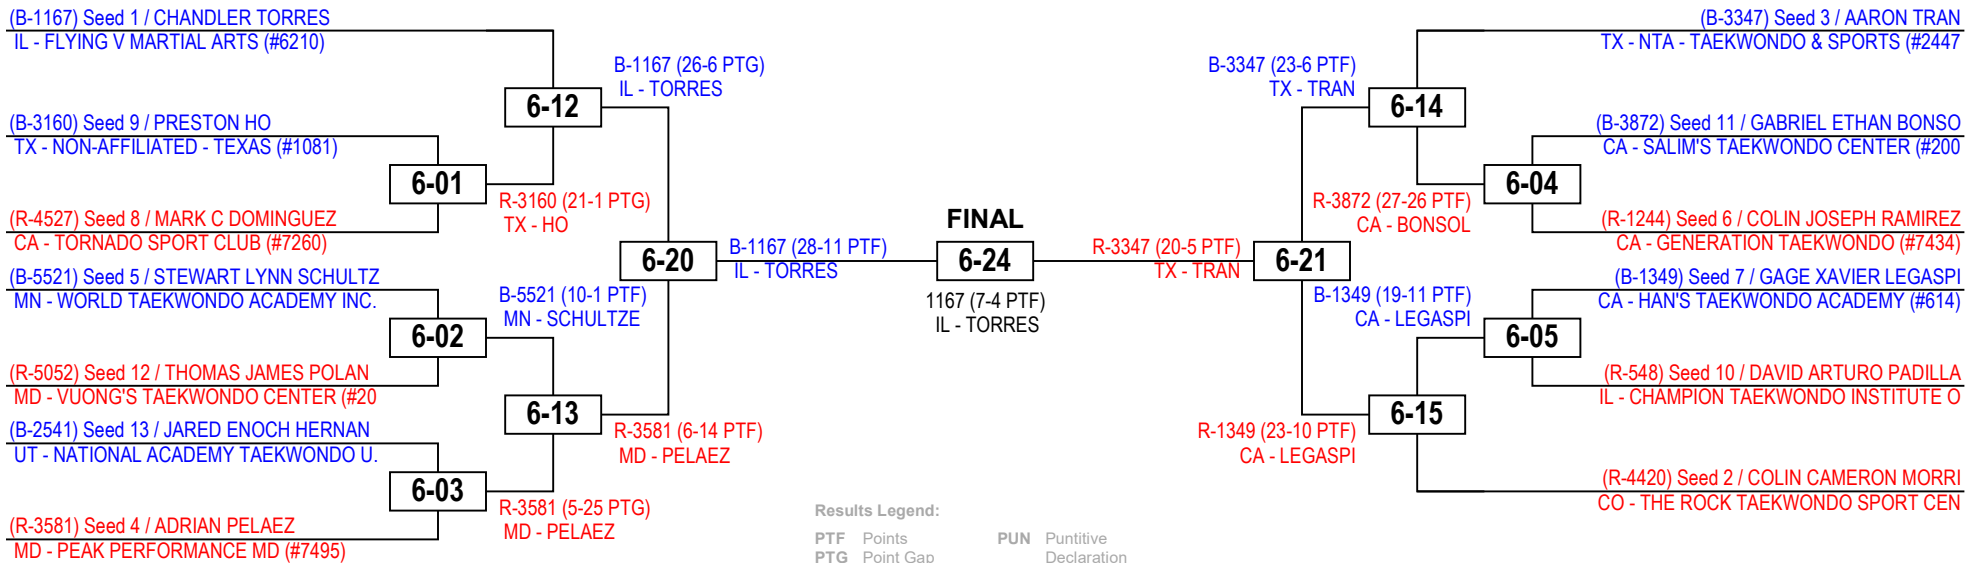 (B-1167) Seed 1 / CHANDLER TORRES
IL - FLYING V MARTIAL ARTS (#6210)
(B-3160) Seed 9 / PRESTON HO
TX - NON-AFFILIATED - TEXAS (#1081)
6-01
(R-4527) Seed 8 / MARK C DOMINGUEZ
CA - TORNADO SPORT CLUB (#7260)
(B-5521) Seed 5 / STEWART LYNN SCHULTZ
MN - WORLD TAEKWONDO ACADEMY INC.
6-02
(R-5052) Seed 12 / THOMAS JAMES POLAN
MD - VUONG'S TAEKWONDO CENTER (#20
(B-2541) Seed 13 / JARED ENOCH HERNAN
UT - NATIONAL ACADEMY TAEKWONDO U.
6-03
(R-3581) Seed 4 / ADRIAN PELAEZ
MD - PEAK PERFORMANCE MD (#7495)
6-12
R-3160 (21-1 PTG)
TX - HO
B-5521 (10-1 PTF)
MN - SCHULTZE
6-13
R-3581 (5-25 PTG)
MD - PELAEZ
B-1167 (26-6 PTG)
IL - TORRES
6-20
R-3581 (6-14 PTF)
MD - PELAEZ
B-1167 (28-11 PTF)
IL - TORRES
FINAL
6-24
1167 (7-4 PTF)
IL - TORRES
R-3347 (20-5 PTF)
TX - TRAN
6-21
B-3347 (23-6 PTF)
TX - TRAN
6-14
R-3872 (27-26 PTF)
CA - BONSOL
B-1349 (19-11 PTF)
CA - LEGASPI
6-15
R-1349 (23-10 PTF)
CA - LEGASPI
(B-3347) Seed 3 / AARON TRAN
TX - NTA - TAEKWONDO & SPORTS (#2447
(B-3872) Seed 11 / GABRIEL ETHAN BONSO
CA - SALIM'S TAEKWONDO CENTER (#200
6-04
(R-1244) Seed 6 / COLIN JOSEPH RAMIREZ
CA - GENERATION TAEKWONDO (#7434)
(B-1349) Seed 7 / GAGE XAVIER LEGASPI
CA - HAN'S TAEKWONDO ACADEMY (#614)
6-05
(R-548) Seed 10 / DAVID ARTURO PADILLA
IL - CHAMPION TAEKWONDO INSTITUTE O
(R-4420) Seed 2 / COLIN CAMERON MORRI
CO - THE ROCK TAEKWONDO SPORT CEN
Results Legend:
PTF Points PUN Puntitive
PTG Point Gap Declaration